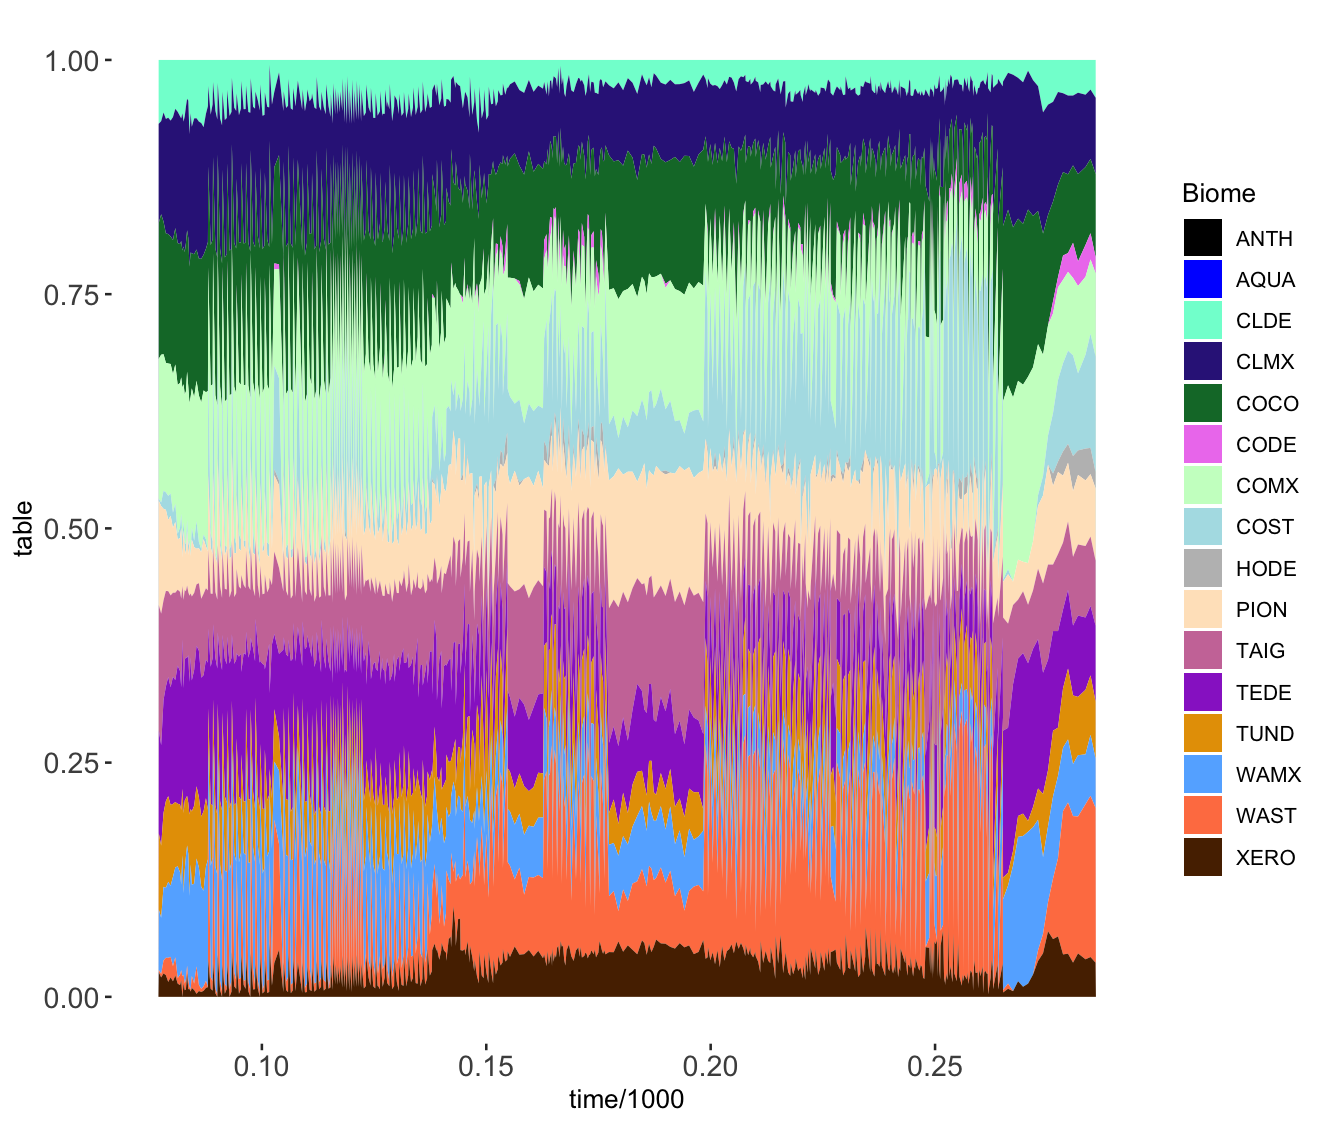 1.00
0.75
0.50
0.25
0.00
table
0.10 0.15 0.20 0.25
time/1000
Biome
ANTH
AQUA
CLDE
CLMX
COCO
CODE
COMX
COST
HODE
PION
TAIG
TEDE
TUND
WAMX
WAST
XERO